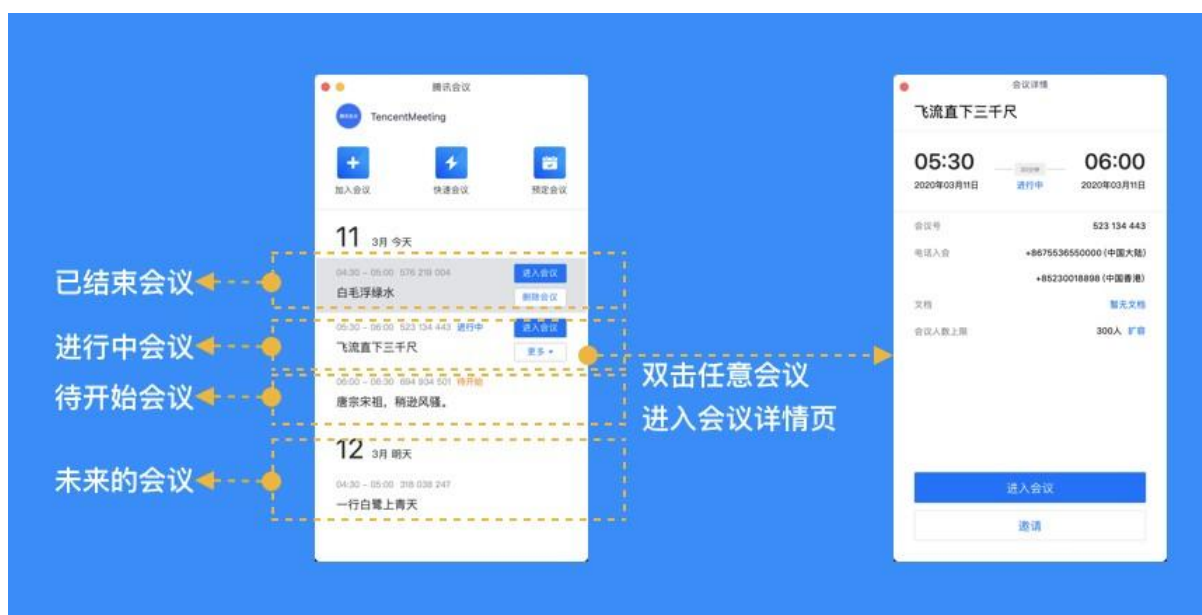 腾讯会议
TencentMeeting
加入会议
快速会议
预定会议
11 3月 今天
04:30 - 05:00 576 218 004
进入会议
白毛浮绿水
删除会议
05:30 - 06:00 523 134 443 进行中
进入会议
飞流直下三千尺
更多
06:00 - 06:30 694 934 501 待开始
唐宗宋祖，稍逊风骚。
12 3月 明天
04:30 - 05:00 318 038 247
一行白鹭上青天
已结束会议
进行中会议
待开始会议
未来的会议
双击任意会议
进入会议详情页
会议详情
飞流直下三千尺
05:30
06:00
2020年03月11日
进行中
2020年03月11日
会议号
523 134 443
电话入会
+8675536550000 (中国大陆)
+85230018898 (中国香港)
文档
暂无文档
会议人数上限
300人 扩容
进入会议
邀请